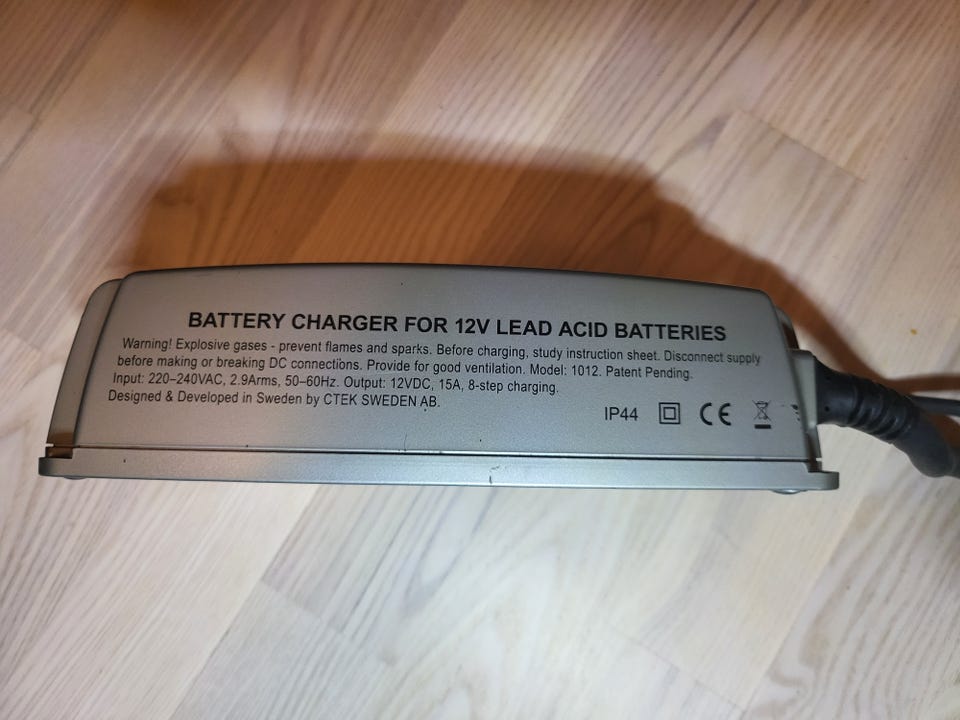 BATTERY CHARGER FOR 12V LEAD ACID BATTERIES
Warning! Explosive gases - prevent flames and sparks. Before charging, study instruction sheet. Disconnect supply
before making or breaking DC connections. Provide for good ventilation. Model: 1012. Patent Pending.
Input: 220–240VAC, 2.9Arms, 50–60Hz. Output: 12VDC, 15A, 8-step charging.
Designed & Developed in Sweden by CTEK SWEDEN AB.
IP44 CE